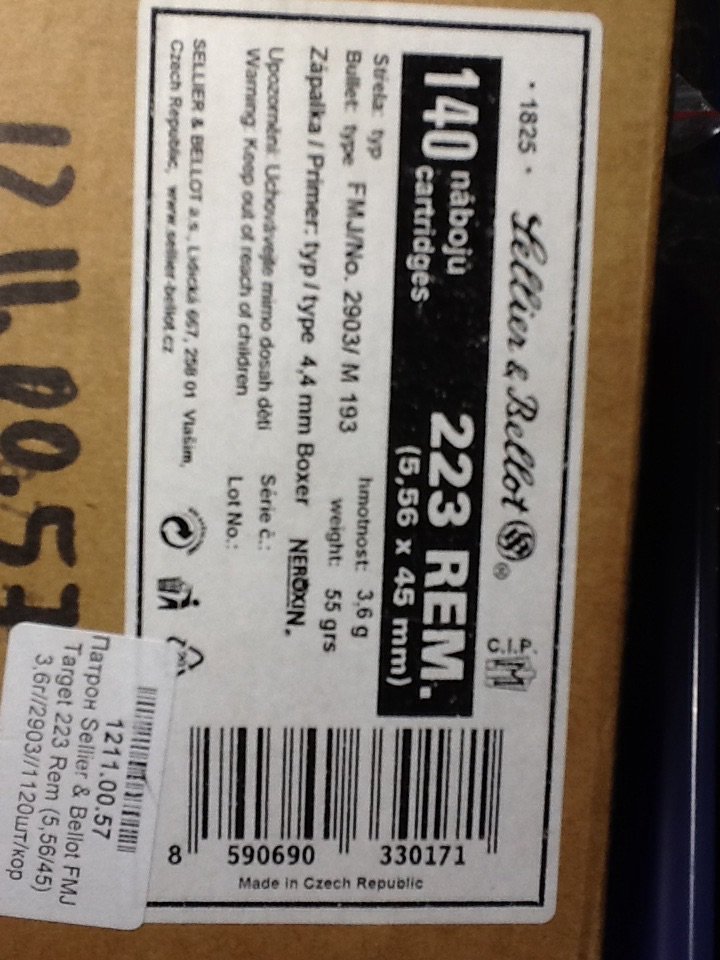 • 1825 •
Sellier & Bellot ®
c.i.p.
140 nábojů
cartridges
223 REM.
(5,56 x 45 mm)
Střela: typ
Bullet: type FMJ/No. 2903/ M 193
hmotnost: 3,6 g
weight: 55 grs
Zápalka / Primer: typ / type 4,4 mm Boxer
NEROXIN.
Upozornění: Uchovávejte mimo dosah dětí
Warning: Keep out of reach of children
Série č.:
Lot No.:
SELLIER & BELLOT a.s., Lidická 667, 258 01 Vlašim,
Czech Republic, www.sellier-bellot.cz
8 590690 330171
Made in Czech Republic
12 11.00.57
1211.00.57
Патрон Sellier & Bellot FMJ
Target 223 Rem (5,56/45)
3,6г//2903//1120шт/кор